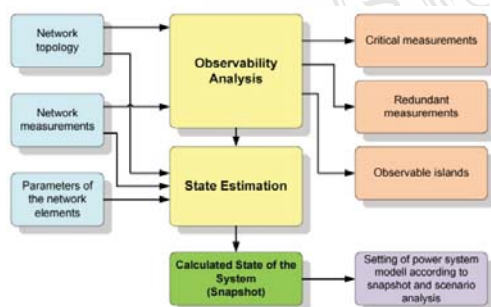 Network
topology
Network
measurements
Parameters of
the network
elements
Observability
Analysis
State Estimation
Calculated State of the
System
(Snapshot)
Critical measurements
Redundant
measurements
Observable islands
Setting of power system
modell according to
snapshot and scenario
analysis